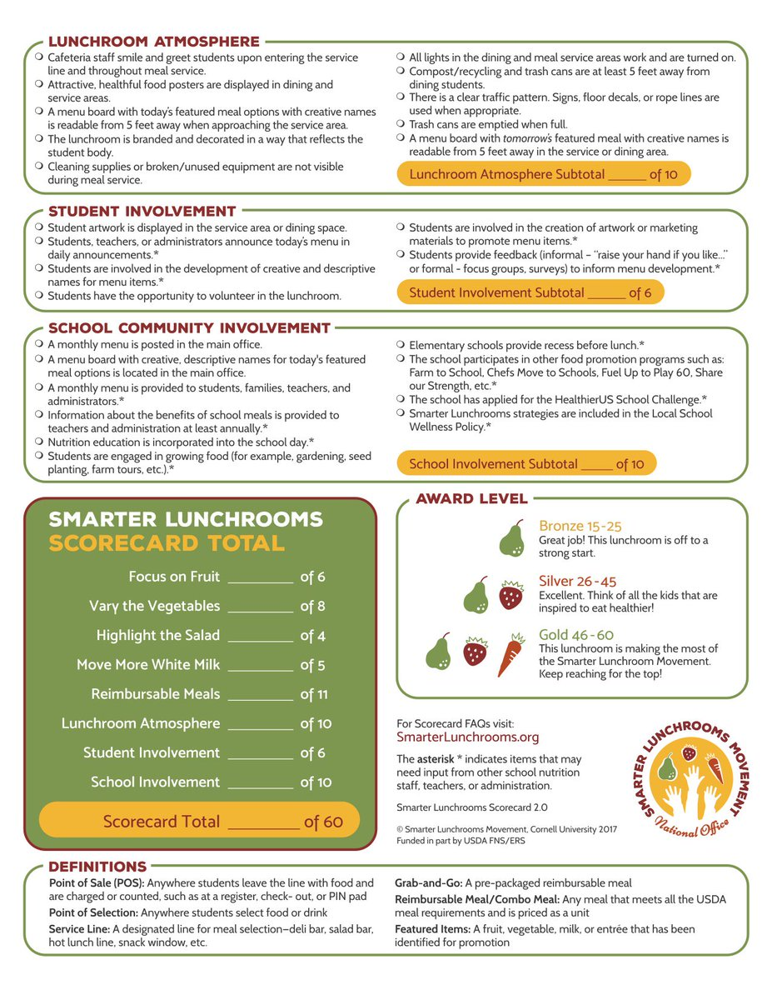 LUNCHROOM ATMOSPHERE
❍ Cafeteria staff smile and greet students upon entering the service
line and throughout meal service.
❍ Attractive, healthful food posters are displayed in dining and
service areas.
❍ A menu board with today's featured meal options with creative names
is readable from 5 feet away when approaching the service area.
❍ The lunchroom is branded and decorated in a way that reflects the
student body.
❍ Cleaning supplies or broken/unused equipment are not visible
during meal service.
❍ All lights in the dining and meal service areas work and are turned on.
❍ Compost/recycling and trash cans are at least 5 feet away from
dining students.
❍ There is a clear traffic pattern. Signs, floor decals, or rope lines are
used when appropriate.
❍ Trash cans are emptied when full.
❍ A menu board with tomorrow's featured meal with creative names is
readable from 5 feet away in the service or dining area.
Lunchroom Atmosphere Subtotal _____ of 10
STUDENT INVOLVEMENT
❍ Student artwork is displayed in the service area or dining space.
❍ Students, teachers, or administrators announce today's menu in
daily announcements.*
❍ Students are involved in the development of creative and descriptive
names for menu items.*
❍ Students have the opportunity to volunteer in the lunchroom.
❍ Students are involved in the creation of artwork or marketing
materials to promote menu items.*
❍ Students provide feedback (informal – "raise your hand if you like..."
or formal - focus groups, surveys) to inform menu development.*
Student Involvement Subtotal _____ of 6
SCHOOL COMMUNITY INVOLVEMENT
❍ A monthly menu is posted in the main office.
❍ A menu board with creative, descriptive names for today's featured
meal options is located in the main office.
❍ A monthly menu is provided to students, families, teachers, and
administrators.*
❍ Information about the benefits of school meals is provided to
teachers and administration at least annually.*
❍ Nutrition education is incorporated into the school day.*
❍ Students are engaged in growing food (for example, gardening, seed
planting, farm tours, etc.).*
❍ Elementary schools provide recess before lunch.*
❍ The school participates in other food promotion programs such as:
Farm to School, Chefs Move to Schools, Fuel Up to Play 60, Share
our Strength, etc.*
❍ The school has applied for the HealthierUS School Challenge.*
❍ Smarter Lunchrooms strategies are included in the Local School
Wellness Policy.*
School Involvement Subtotal ____ of 10
SMARTER LUNCHROOMS
SCORECARD TOTAL
Focus on Fruit ________ of 6
Vary the Vegetables ________ of 8
Highlight the Salad ________ of 4
Move More White Milk ________ of 5
Reimbursable Meals ________ of 11
Lunchroom Atmosphere ________ of 10
Student Involvement ________ of 6
School Involvement ________ of 10
Scorecard Total ________ of 60
AWARD LEVEL
Bronze 15-25
Great job! This lunchroom is off to a
strong start.
Silver 26-45
Excellent. Think of all the kids that are
inspired to eat healthier!
Gold 46-60
This lunchroom is making the most of
the Smarter Lunchroom Movement.
Keep reaching for the top!
For Scorecard FAQs visit:
SmarterLunchrooms.org
The asterisk * indicates items that may
need input from other school nutrition
staff, teachers, or administration.
Smarter Lunchrooms Scorecard 2.0
© Smarter Lunchrooms Movement, Cornell University 2017
Funded in part by USDA FNS/ERS
SMARTER LUNCHROOMS MOVEMENT
National Office
DEFINITIONS
Point of Sale (POS): Anywhere students leave the line with food and
are charged or counted, such as at a register, check- out, or PIN pad
Point of Selection: Anywhere students select food or drink
Service Line: A designated line for meal selection–deli bar, salad bar,
hot lunch line, snack window, etc.
Grab-and-Go: A pre-packaged reimbursable meal
Reimbursable Meal/Combo Meal: Any meal that meets all the USDA
meal requirements and is priced as a unit
Featured Items: A fruit, vegetable, milk, or entrée that has been
identified for promotion